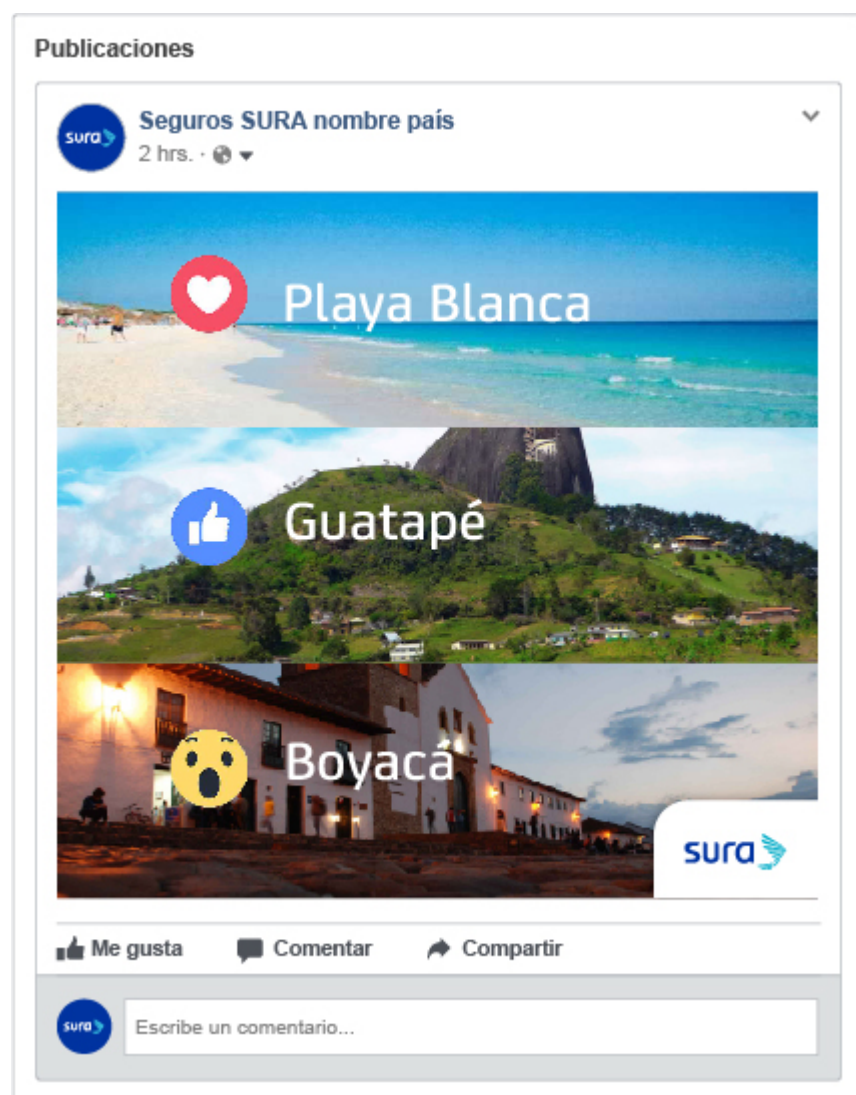 Publicaciones
sura
Seguros SURA nombre país
2 hrs. ·
Playa Blanca
Guatapé
Boyacá
sura
Me gusta Comentar Compartir
sura
Escribe un comentario...